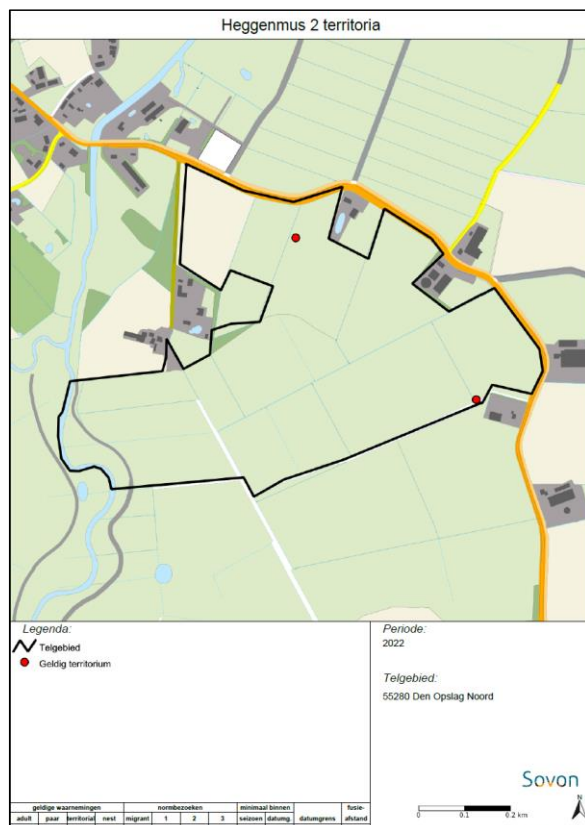 Heggenmus 2 territoria
Legenda:
Telgebied
Geldig territorium
Periode:
2022
Telgebied:
55280 Den Opslag Noord
Sovon
0 0.1 0.2 km
N
geldige waarnemingen normbezoeken minimaal binnen fusie-
adult paar territoriaal nest migrant 1 2 3 seizoen datumg. datumgrens afstand